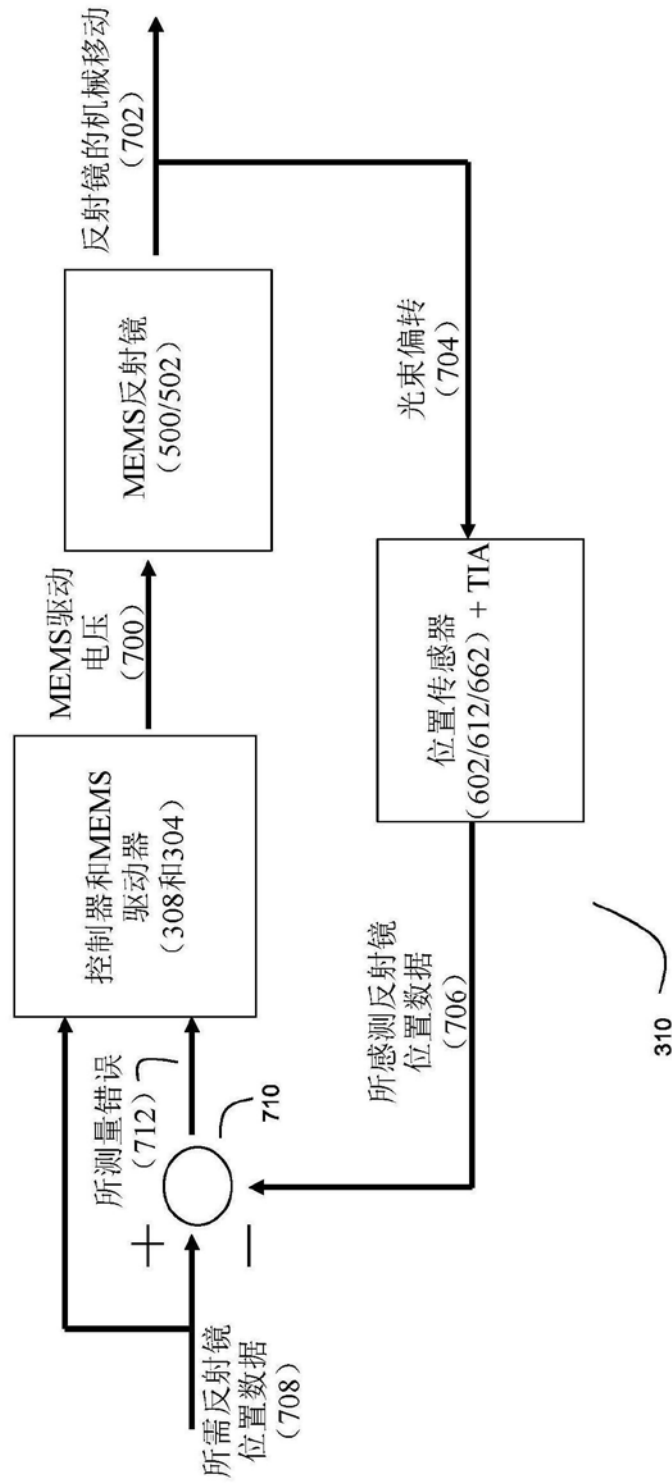 所需反射镜
位置数据
(708)
+
−
所测量错误
(712)
710
控制器和MEMS
驱动器
(308和304)
MEMS驱动
电压
(700)
MEMS反射镜
(500/502)
反射镜的机械移动
(702)
光束偏转
(704)
位置传感器
(602/612/662) + TIA
所感测反射镜
位置数据
(706)
310